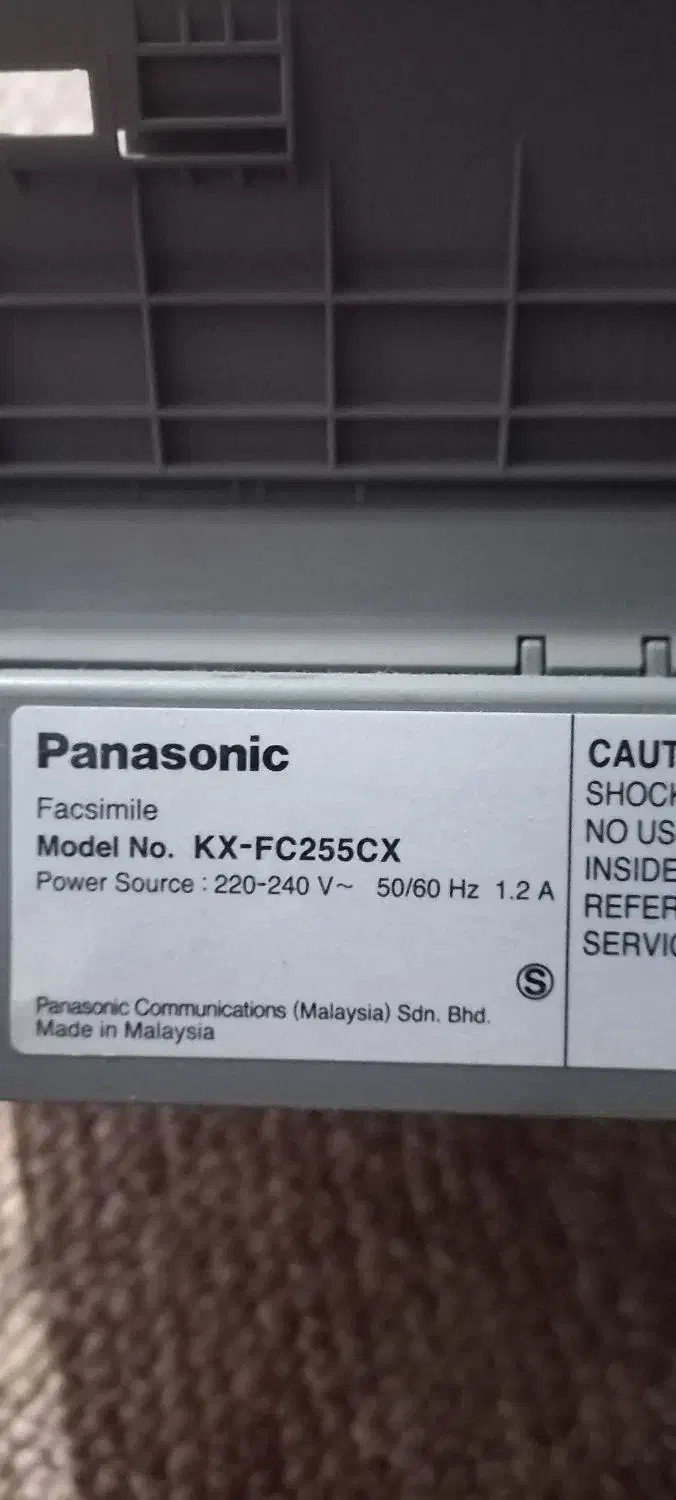 Panasonic
Facsimile
Model No. KX-FC255CX
Power Source : 220-240 V~ 50/60 Hz 1.2 A
S
Panasonic Communications (Malaysia) Sdn. Bhd.
Made in Malaysia
CAUT
SHOCK
NO US
INSIDE
REFER
SERVIC